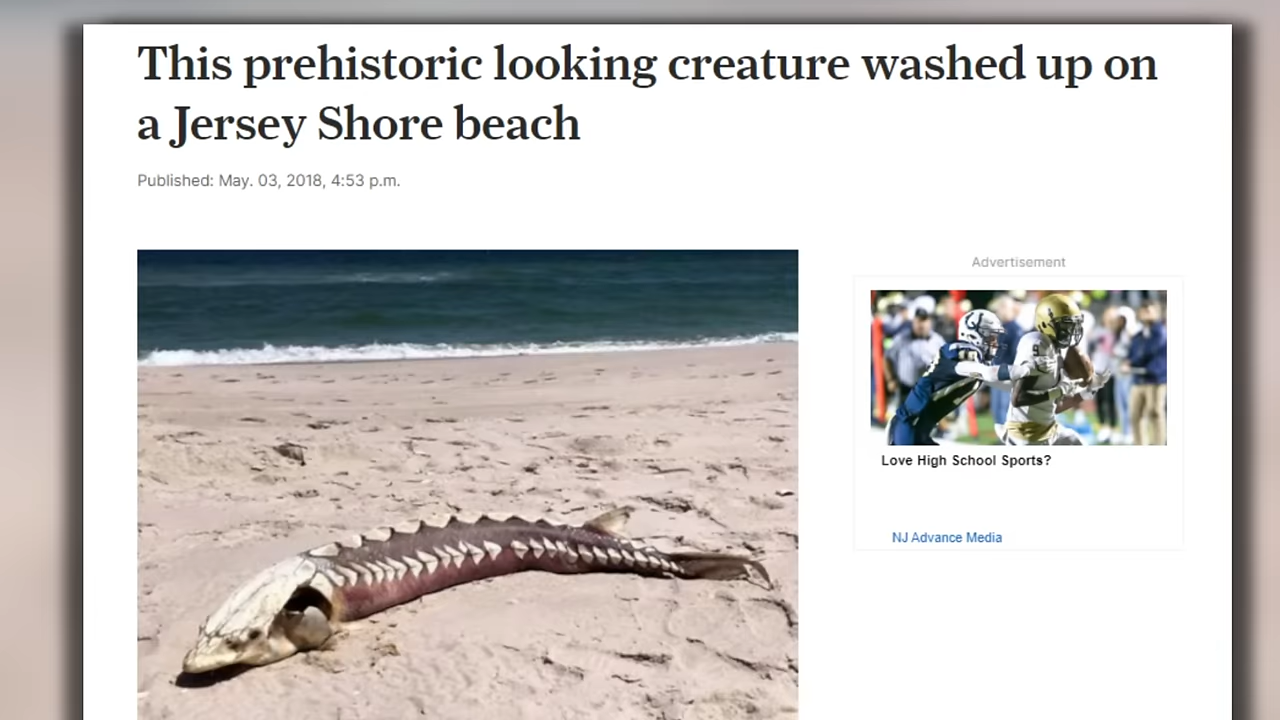 This prehistoric looking creature washed up on
a Jersey Shore beach
Published: May. 03, 2018, 4:53 p.m.
Advertisement
Love High School Sports?
NJ Advance Media